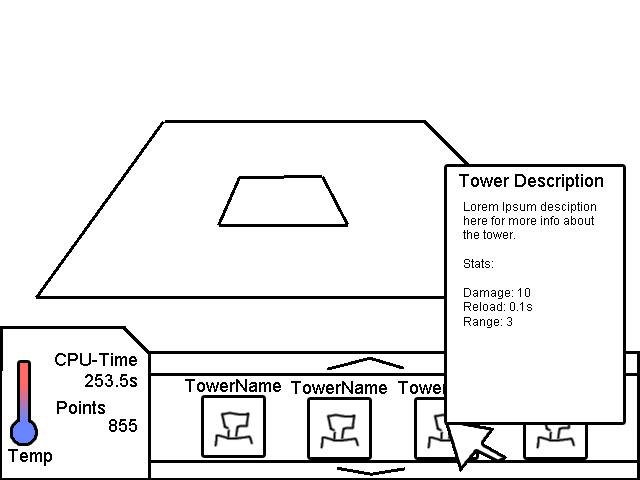 Tower Description
Lorem Ipsum desciption
here for more info about
the tower.
Stats:
Damage: 10
Reload: 0.1s
Range: 3
CPU-Time
253.5s
Points
855
Temp
TowerName
TowerName
Tower